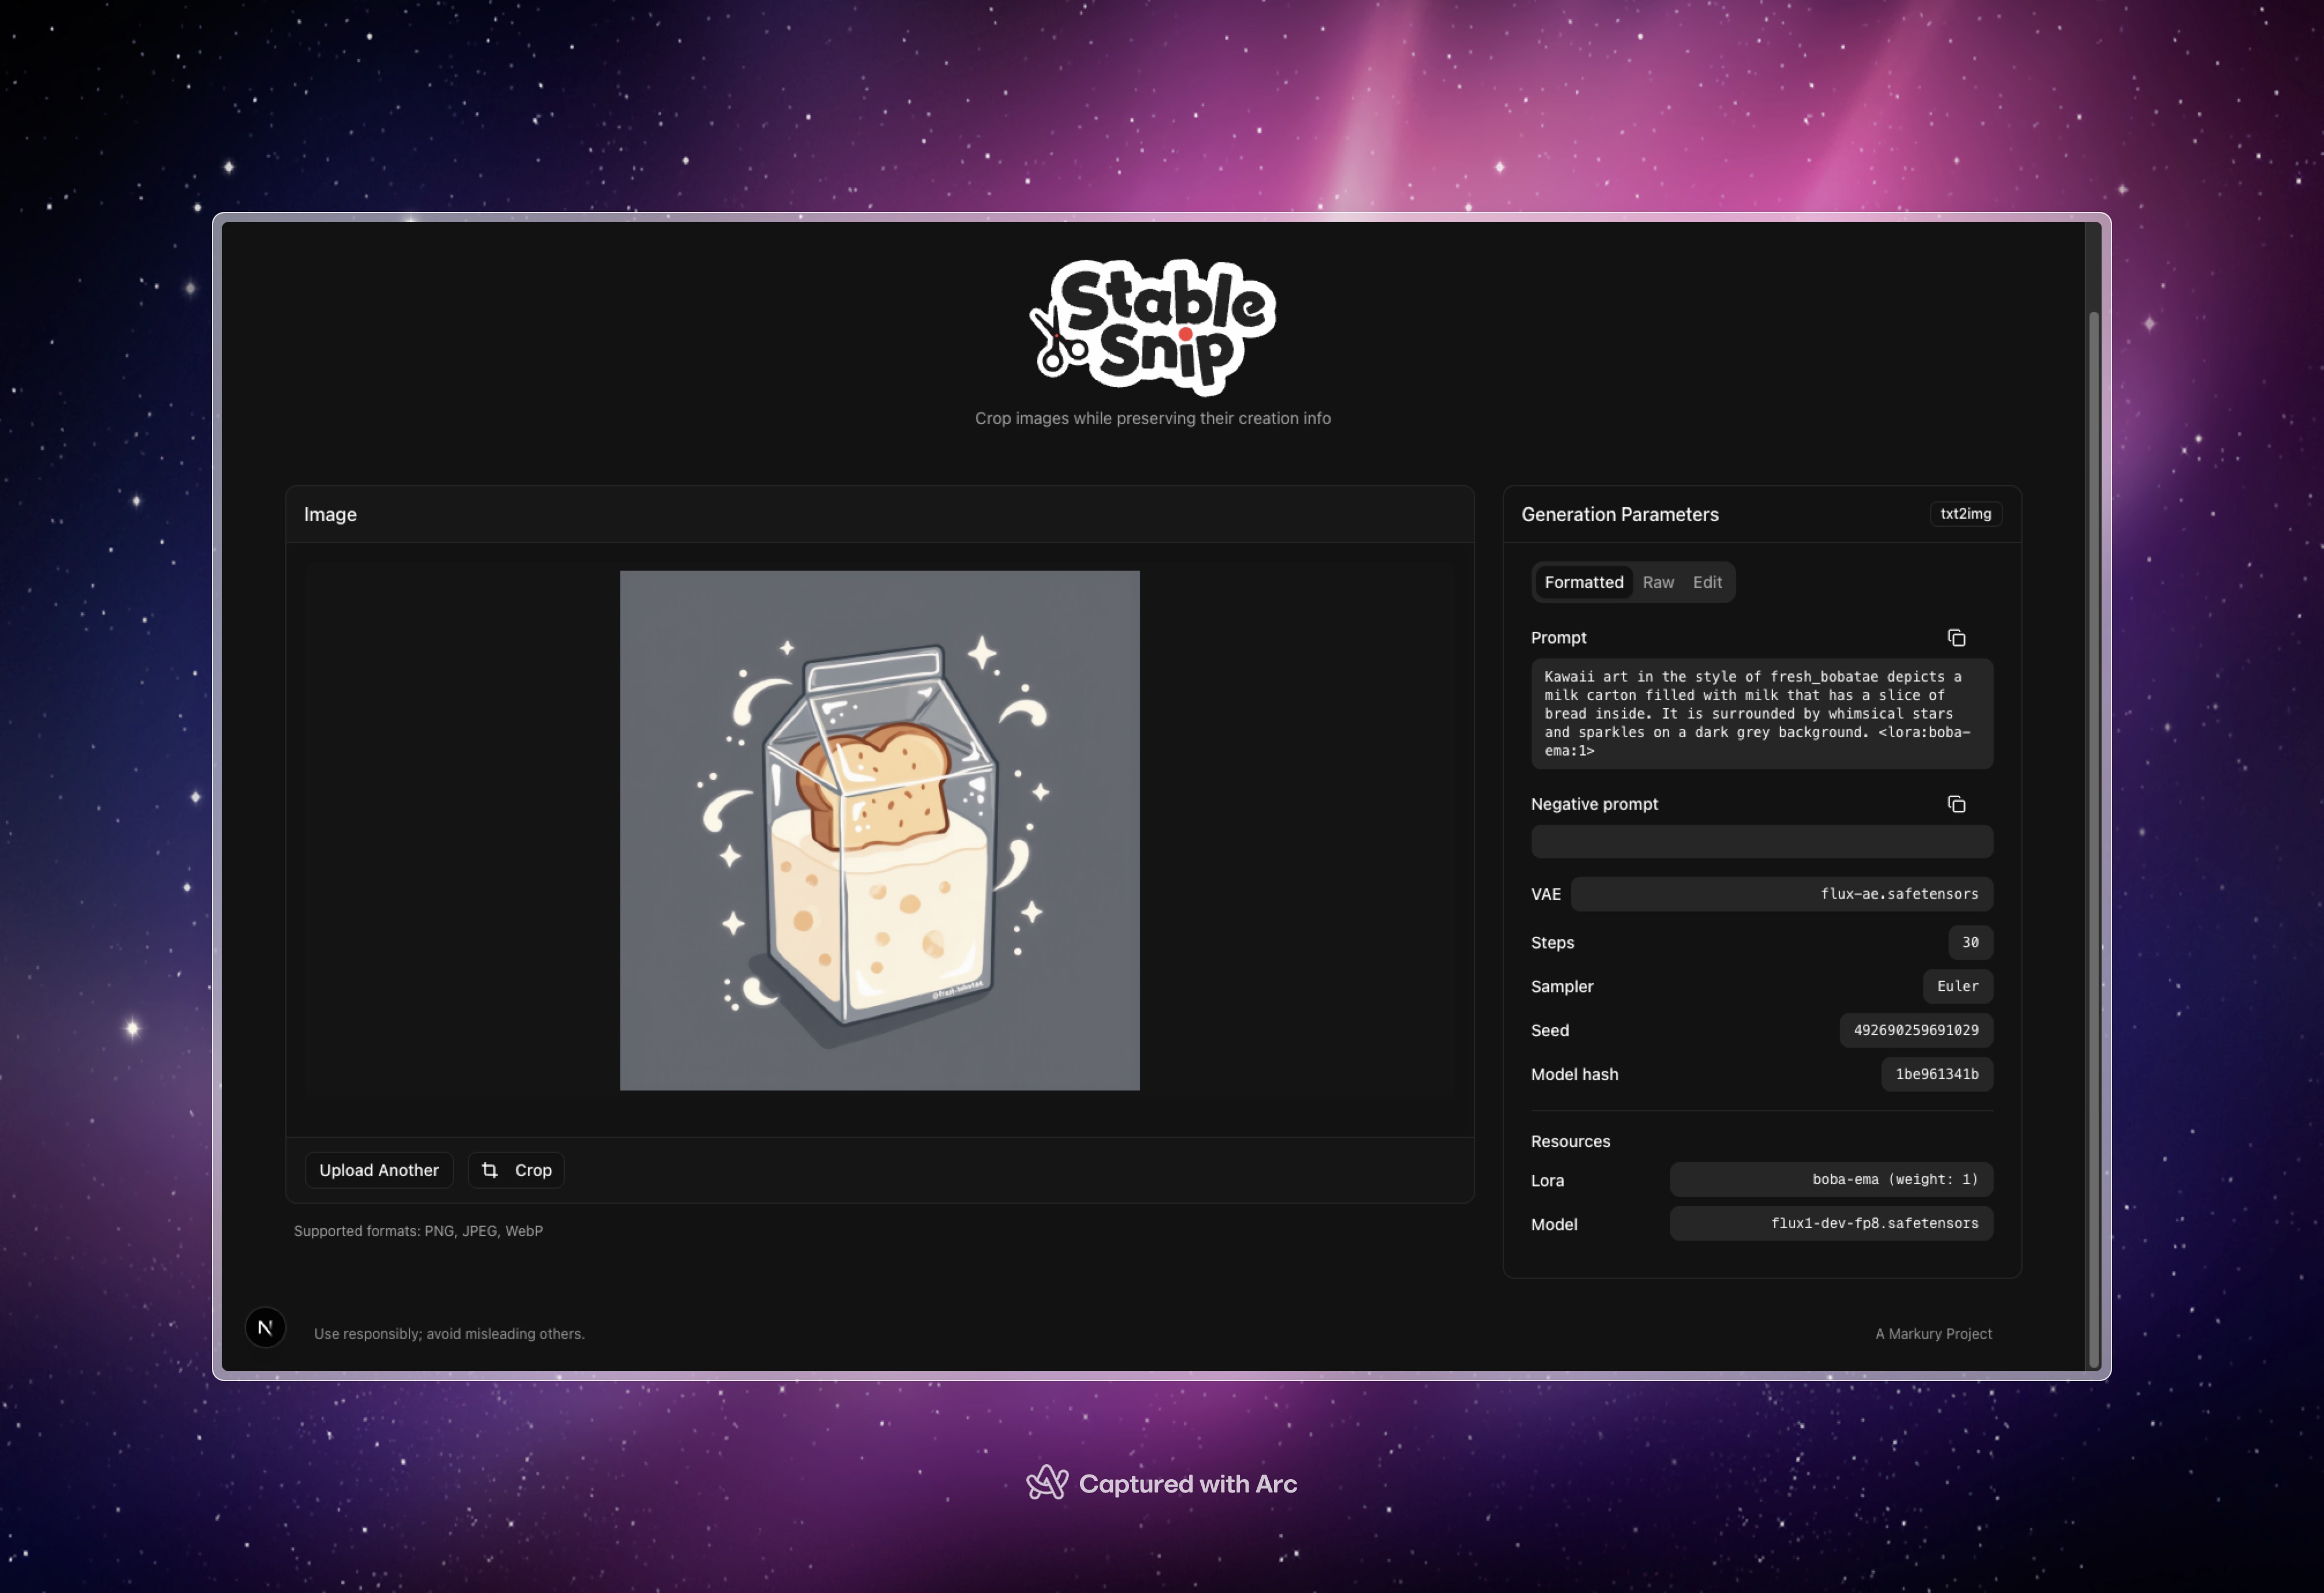 Stable
Snip
Crop images while preserving their creation info
Image
Upload Another
Crop
Supported formats: PNG, JPEG, WebP
Generation Parameters
txt2img
Formatted
Raw
Edit
Prompt
Kawaii art in the style of fresh_bobatae depicts a
milk carton filled with milk that has a slice of
bread inside. It is surrounded by whimsical stars
and sparkles on a dark grey background. <lora:boba-
ema:1>
Negative prompt
VAE
flux-ae.safetensors
Steps
30
Sampler
Euler
Seed
492690259691029
Model hash
1be961341b
Resources
Lora
boba-ema (weight: 1)
Model
flux1-dev-fp8.safetensors
N
Use responsibly; avoid misleading others.
A Markury Project
Captured with Arc